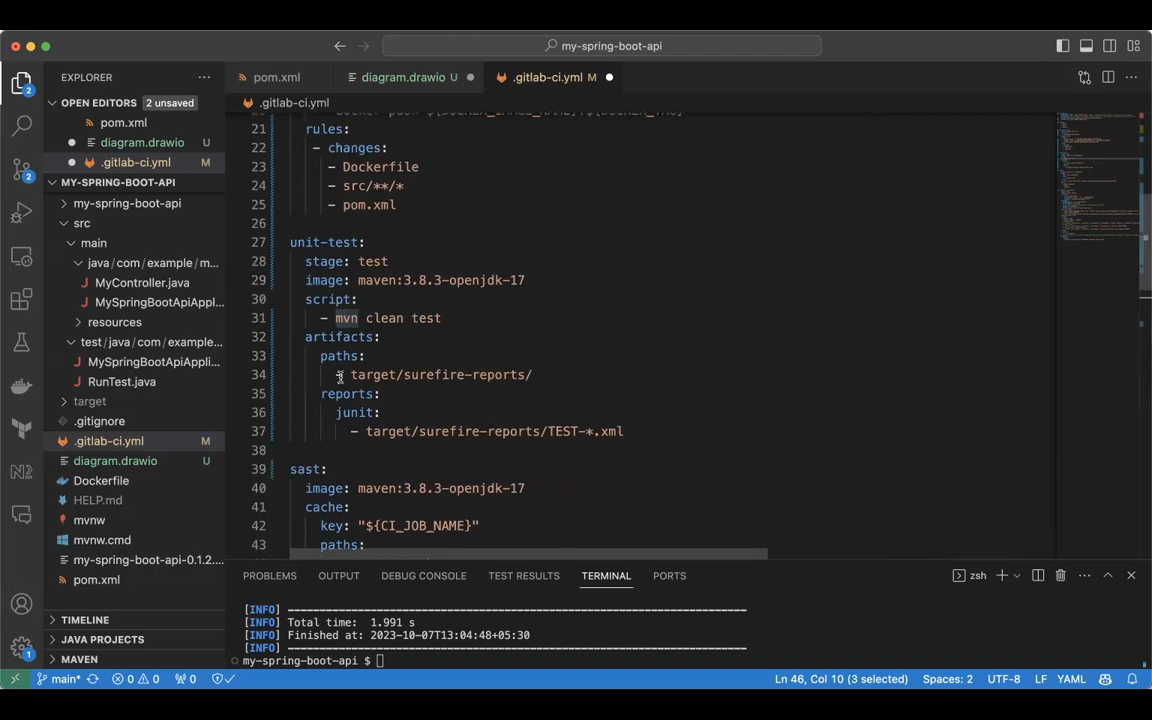 my-spring-boot-api
EXPLORER
OPEN EDITORS 2 unsaved
pom.xml
diagram.drawio U
.gitlab-ci.yml M
MY-SPRING-BOOT-API
my-spring-boot-api
src
main
java/com/example/m...
MyController.java
MySpringBootApiAppl...
resources
test/java/com/example...
MySpringBootApiAppli...
RunTest.java
target
.gitignore
.gitlab-ci.yml M
diagram.drawio U
Dockerfile
HELP.md
mvnw
mvnw.cmd
my-spring-boot-api-0.1.2....
pom.xml
TIMELINE
JAVA PROJECTS
MAVEN
2
2
1
pom.xml
diagram.drawio U
.gitlab-ci.yml M
.gitlab-ci.yml
21 rules:
22 - changes:
23 - Dockerfile
24 - src/**/*
25 - pom.xml
26
27 unit-test:
28 stage: test
29 image: maven:3.8.3-openjdk-17
30 script:
31 - mvn clean test
32 artifacts:
33 paths:
34 - target/surefire-reports/
35 reports:
36 junit:
37 - target/surefire-reports/TEST-*.xml
38
39 sast:
40 image: maven:3.8.3-openjdk-17
41 cache:
42 key: "${CI_JOB_NAME}"
43 paths:
PROBLEMS OUTPUT DEBUG CONSOLE TEST RESULTS TERMINAL PORTS
zsh
[INFO] ------------------------------------------------------------------------
[INFO] Total time: 1.991 s
[INFO] Finished at: 2023-10-07T13:04:48+05:30
[INFO] ------------------------------------------------------------------------
my-spring-boot-api $
main* 0 0 0 Ln 46, Col 10 (3 selected) Spaces: 2 UTF-8 LF YAML